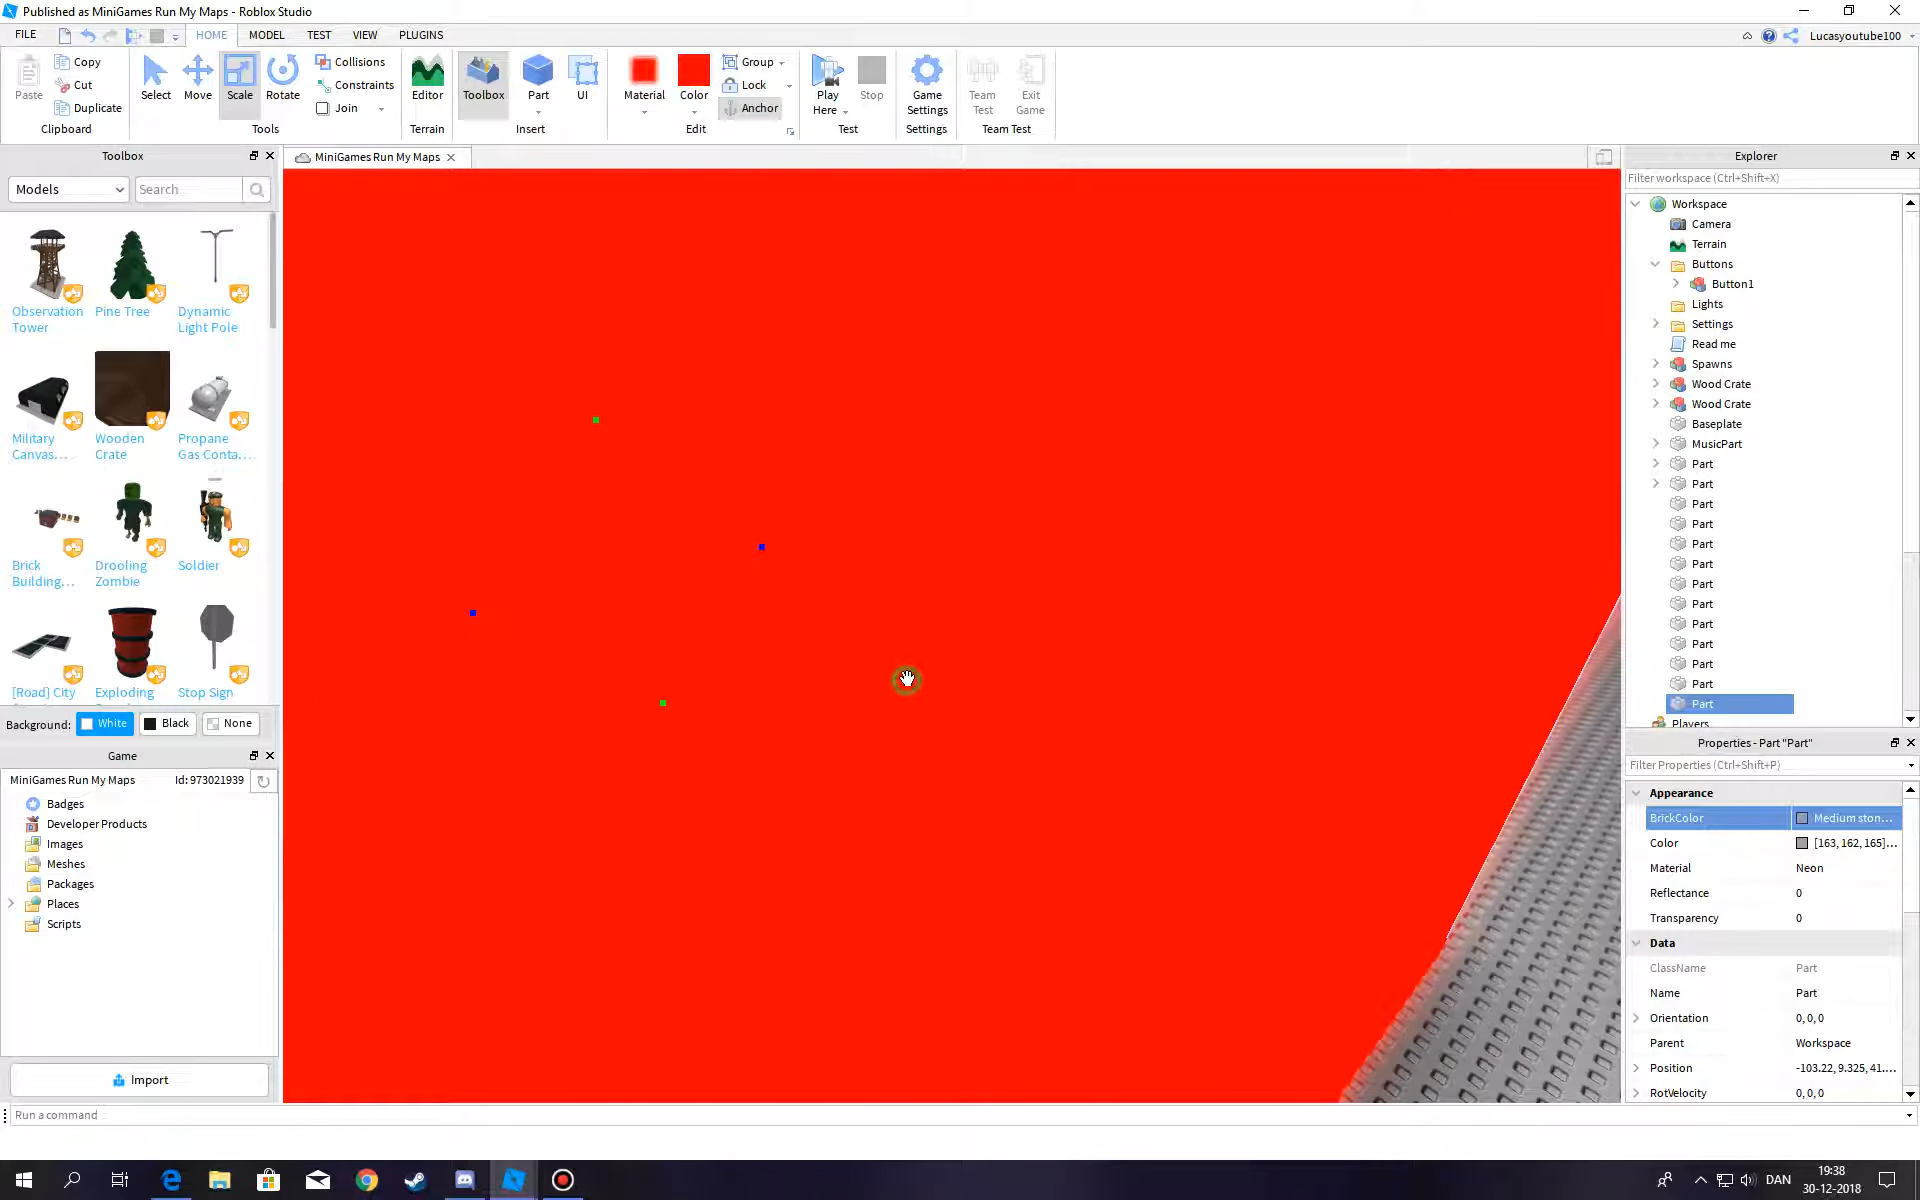 Published as MiniGames Run My Maps - Roblox Studio
FILE HOME MODEL TEST VIEW PLUGINS Lucasyoutube100
Paste Copy Cut Duplicate Clipboard
Select Move Scale Rotate Collisions Constraints Join Tools
Editor Terrain
Toolbox Part UI Insert
Material Color Group Lock Anchor Edit
Play Here Stop Test
Game Settings Settings
Team Test Exit Game Team Test
Toolbox
Models Search
Observation Tower
Pine Tree
Dynamic Light Pole
Military Canvas...
Wooden Crate
Propane Gas Conta...
Brick Building...
Drooling Zombie
Soldier
[Road] City
Exploding
Stop Sign
Background: White Black None
Game
MiniGames Run My Maps Id: 973021939
Badges
Developer Products
Images
Meshes
Packages
Places
Scripts
Import
Run a command
MiniGames Run My Maps
Explorer
Filter workspace (Ctrl+Shift+X)
Workspace
Camera
Terrain
Buttons
Button1
Lights
Settings
Read me
Spawns
Wood Crate
Wood Crate
Baseplate
MusicPart
Part
Part
Part
Part
Part
Part
Part
Part
Part
Part
Part
Part
Part
Players
Properties - Part "Part"
Filter Properties (Ctrl+Shift+P)
Appearance
BrickColor Medium ston...
Color [163, 162, 165]...
Material Neon
Reflectance 0
Transparency 0
Data
ClassName Part
Name Part
Orientation 0, 0, 0
Parent Workspace
Position -103.22, 9.325, 41....
RotVelocity 0, 0, 0
DAN
19:38
30-12-2018